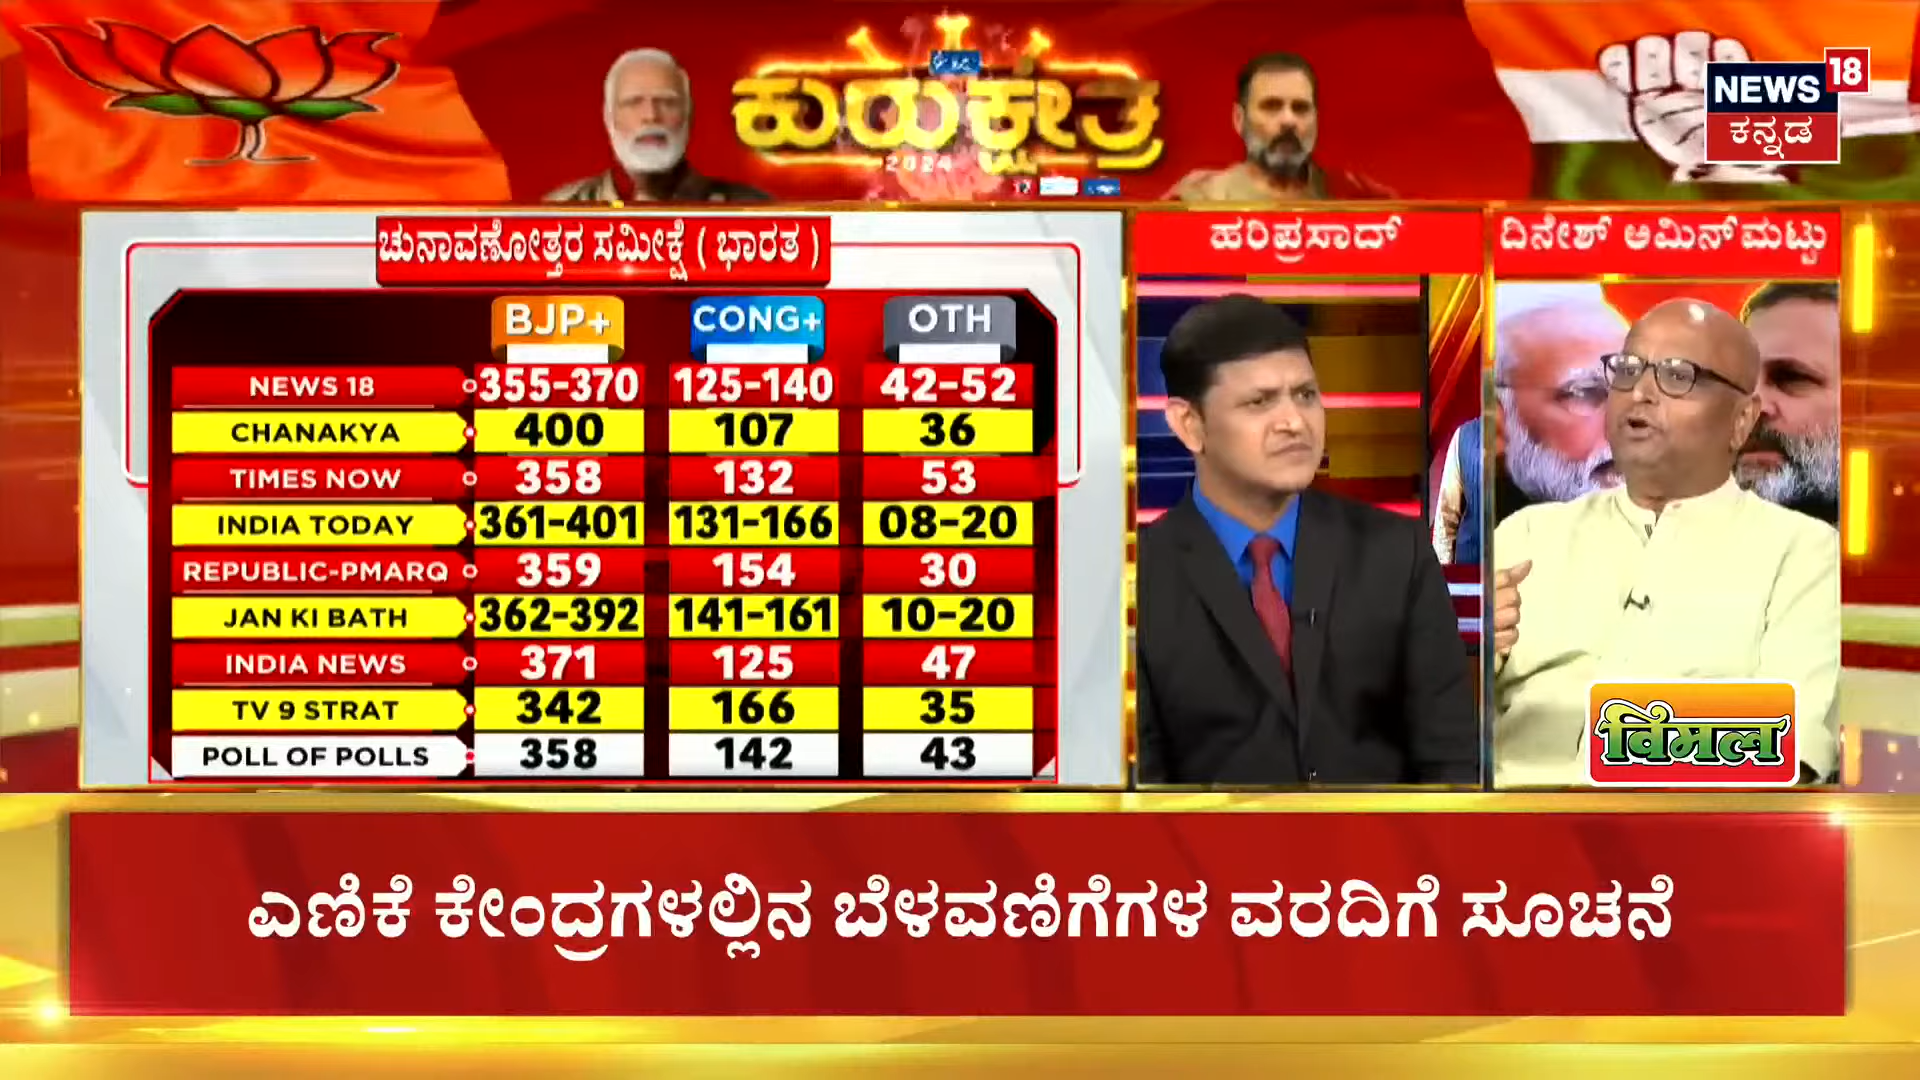 ಕುರುಕ್ಷೇತ್ರ
2024
NEWS 18
ಕನ್ನಡ
ಚುನಾವಣೋತ್ತರ ಸಮೀಕ್ಷೆ ( ಭಾರತ )
BJP+ CONG+ OTH
NEWS 18 355-370 125-140 42-52
CHANAKYA 400 107 36
TIMES NOW 358 132 53
INDIA TODAY 361-401 131-166 08-20
REPUBLIC-PMARQ 359 154 30
JAN KI BATH 362-392 141-161 10-20
INDIA NEWS 371 125 47
TV 9 STRAT 342 166 35
POLL OF POLLS 358 142 43
ಹರಿಪ್ರಸಾದ್
ದಿನೇಶ್ ಅಮಿನ್‌ಮಟ್ಟು
विमल
ಎಣಿಕೆ ಕೇಂದ್ರಗಳಲ್ಲಿನ ಬೆಳವಣಿಗೆಗಳ ವರದಿಗೆ ಸೂಚನೆ